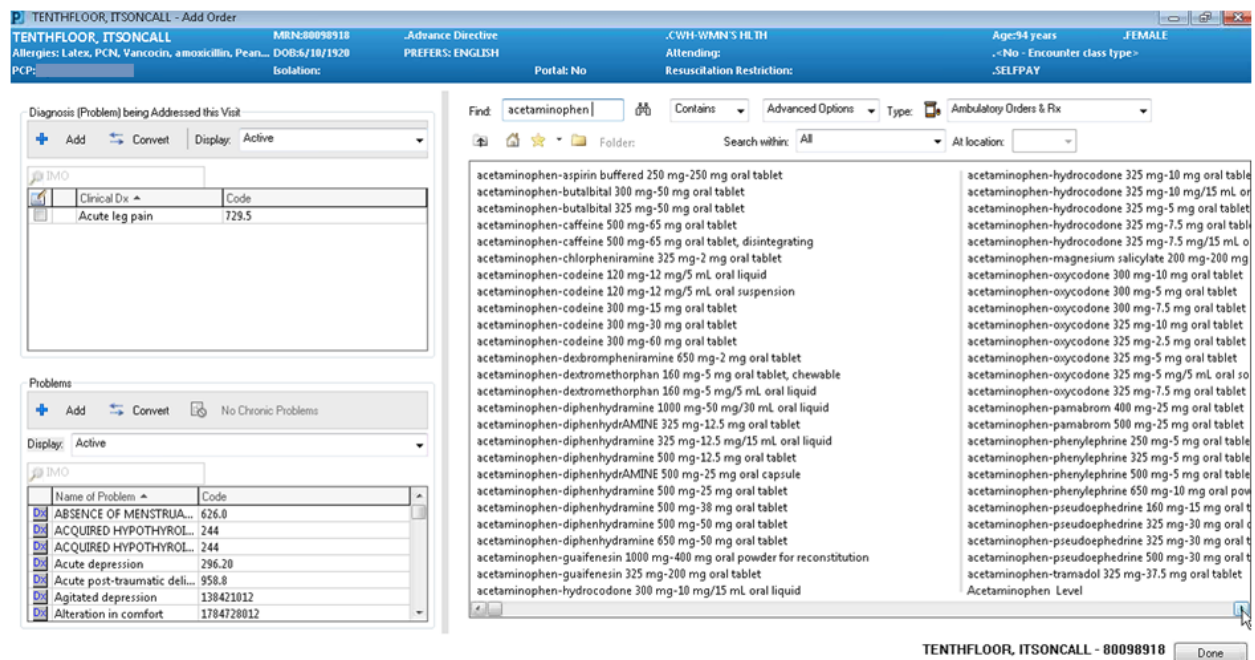 TENTHFLOOR, ITSONCALL - Add Order
TENTHFLOOR, ITSONCALL MRN:80098918 .Advance Directive .CWH-WMN'S HLTH Age:94 years .FEMALE
Allergies: Latex, PCN, Vancocin, amoxicillin, Pean... DOB:6/10/1920 PREFERS: ENGLISH Attending: .<No - Encounter class type>
PCP: Isolation: Portal: No Resuscitation Restriction: .SELFPAY
Diagnosis (Problem) being Addressed this Visit
Add Convert Display: Active
IMO
Clinical Dx Code
Acute leg pain 729.5
Problems
Add Convert No Chronic Problems
Display: Active
IMO
Name of Problem Code
Dx ABSENCE OF MENSTRUA... 626.0
Dx ACQUIRED HYPOTHYROI... 244
Dx ACQUIRED HYPOTHYROI... 244
Dx Acute depression 296.20
Dx Acute post-traumatic deli... 958.8
Dx Agitated depression 138421012
Dx Alteration in comfort 1784728012
Find: acetaminophen Contains Advanced Options Type: Ambulatory Orders & Rx
Folder: Search within: All At location:
acetaminophen-aspirin buffered 250 mg-250 mg oral tablet
acetaminophen-butalbital 300 mg-50 mg oral tablet
acetaminophen-butalbital 325 mg-50 mg oral tablet
acetaminophen-caffeine 500 mg-65 mg oral tablet
acetaminophen-caffeine 500 mg-65 mg oral tablet, disintegrating
acetaminophen-chlorpheniramine 325 mg-2 mg oral tablet
acetaminophen-codeine 120 mg-12 mg/5 mL oral liquid
acetaminophen-codeine 120 mg-12 mg/5 mL oral suspension
acetaminophen-codeine 300 mg-15 mg oral tablet
acetaminophen-codeine 300 mg-30 mg oral tablet
acetaminophen-codeine 300 mg-60 mg oral tablet
acetaminophen-dexbrompheniramine 650 mg-2 mg oral tablet
acetaminophen-dextromethorphan 160 mg-5 mg oral tablet, chewable
acetaminophen-dextromethorphan 160 mg-5 mg/5 mL oral liquid
acetaminophen-diphenhydramine 1000 mg-50 mg/30 mL oral liquid
acetaminophen-diphenhydrAMINE 325 mg-12.5 mg oral tablet
acetaminophen-diphenhydramine 325 mg-12.5 mg/15 mL oral liquid
acetaminophen-diphenhydramine 500 mg-12.5 mg oral tablet
acetaminophen-diphenhydrAMINE 500 mg-25 mg oral capsule
acetaminophen-diphenhydramine 500 mg-25 mg oral tablet
acetaminophen-diphenhydramine 500 mg-38 mg oral tablet
acetaminophen-diphenhydramine 500 mg-50 mg oral tablet
acetaminophen-diphenhydramine 650 mg-50 mg oral tablet
acetaminophen-guaifenesin 1000 mg-400 mg oral powder for reconstitution
acetaminophen-guaifenesin 325 mg-200 mg oral tablet
acetaminophen-hydrocodone 300 mg-10 mg/15 mL oral liquid
acetaminophen-hydrocodone 325 mg-10 mg oral table
acetaminophen-hydrocodone 325 mg-10 mg/15 mL or
acetaminophen-hydrocodone 325 mg-5 mg oral tablet
acetaminophen-hydrocodone 325 mg-7.5 mg oral tabl
acetaminophen-hydrocodone 325 mg-7.5 mg/15 mL o
acetaminophen-magnesium salicylate 200 mg-200 mg
acetaminophen-oxycodone 300 mg-10 mg oral tablet
acetaminophen-oxycodone 300 mg-5 mg oral tablet
acetaminophen-oxycodone 300 mg-7.5 mg oral tablet
acetaminophen-oxycodone 325 mg-10 mg oral tablet
acetaminophen-oxycodone 325 mg-2.5 mg oral tablet
acetaminophen-oxycodone 325 mg-5 mg oral tablet
acetaminophen-oxycodone 325 mg-5 mg/5 mL oral so
acetaminophen-oxycodone 325 mg-7.5 mg oral tablet
acetaminophen-pamabrom 400 mg-25 mg oral tablet
acetaminophen-pamabrom 500 mg-25 mg oral tablet
acetaminophen-phenylephrine 250 mg-5 mg oral table
acetaminophen-phenylephrine 325 mg-5 mg oral table
acetaminophen-phenylephrine 500 mg-5 mg oral table
acetaminophen-phenylephrine 650 mg-10 mg oral pow
acetaminophen-pseudoephedrine 160 mg-15 mg oral t
acetaminophen-pseudoephedrine 325 mg-30 mg oral c
acetaminophen-pseudoephedrine 325 mg-30 mg oral t
acetaminophen-pseudoephedrine 500 mg-30 mg oral t
acetaminophen-tramadol 325 mg-37.5 mg oral tablet
Acetaminophen Level
TENTHFLOOR, ITSONCALL - 80098918 Done